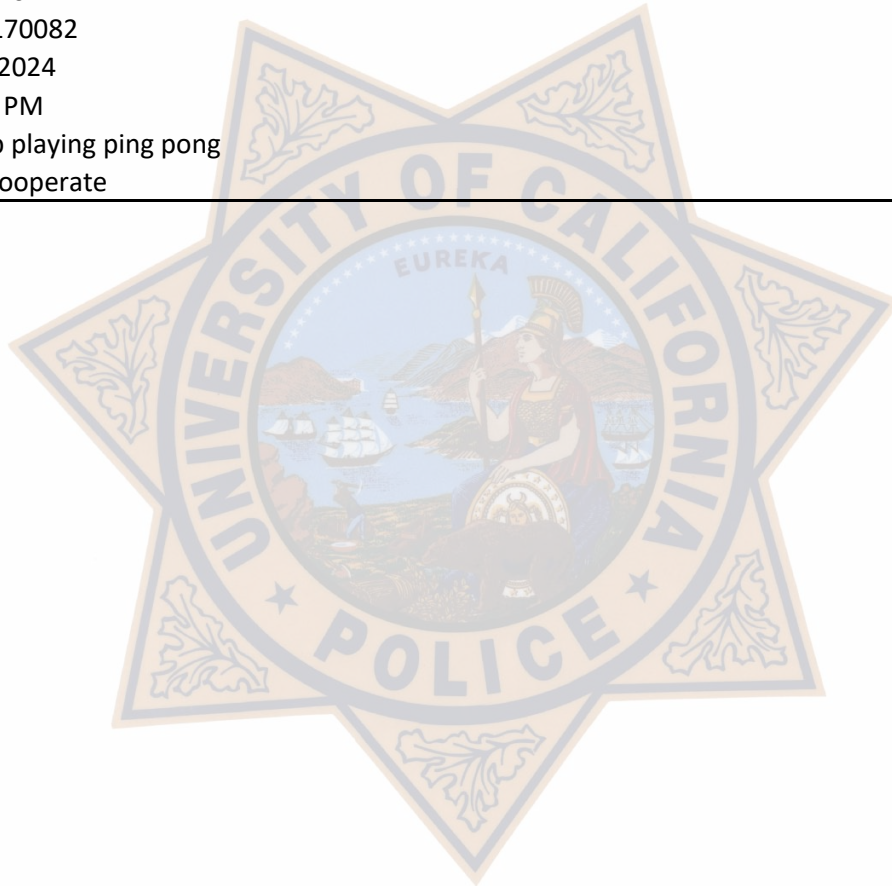 170082
2024
PM
playing ping pong
ooperate
UNIVERSITY OF CALIFORNIA
EUREKA
POLICE